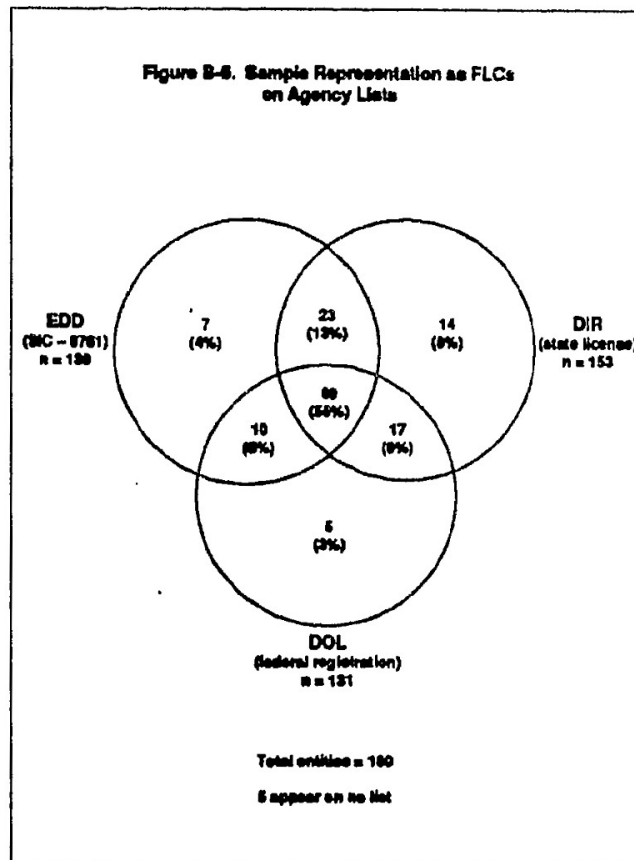 Figure Sample Representation as FLCs
on Agency Lists
7
(4%)
23
(13%)
14
(8%)
EDD
(SIC – 0761)
n = 139
DIR
(state license)
n = 153
99
(55%)
10
(6%)
17
(9%)
5
(3%)
DOL
(federal registration)
n = 131
Total entities = 180
5 appear on no list